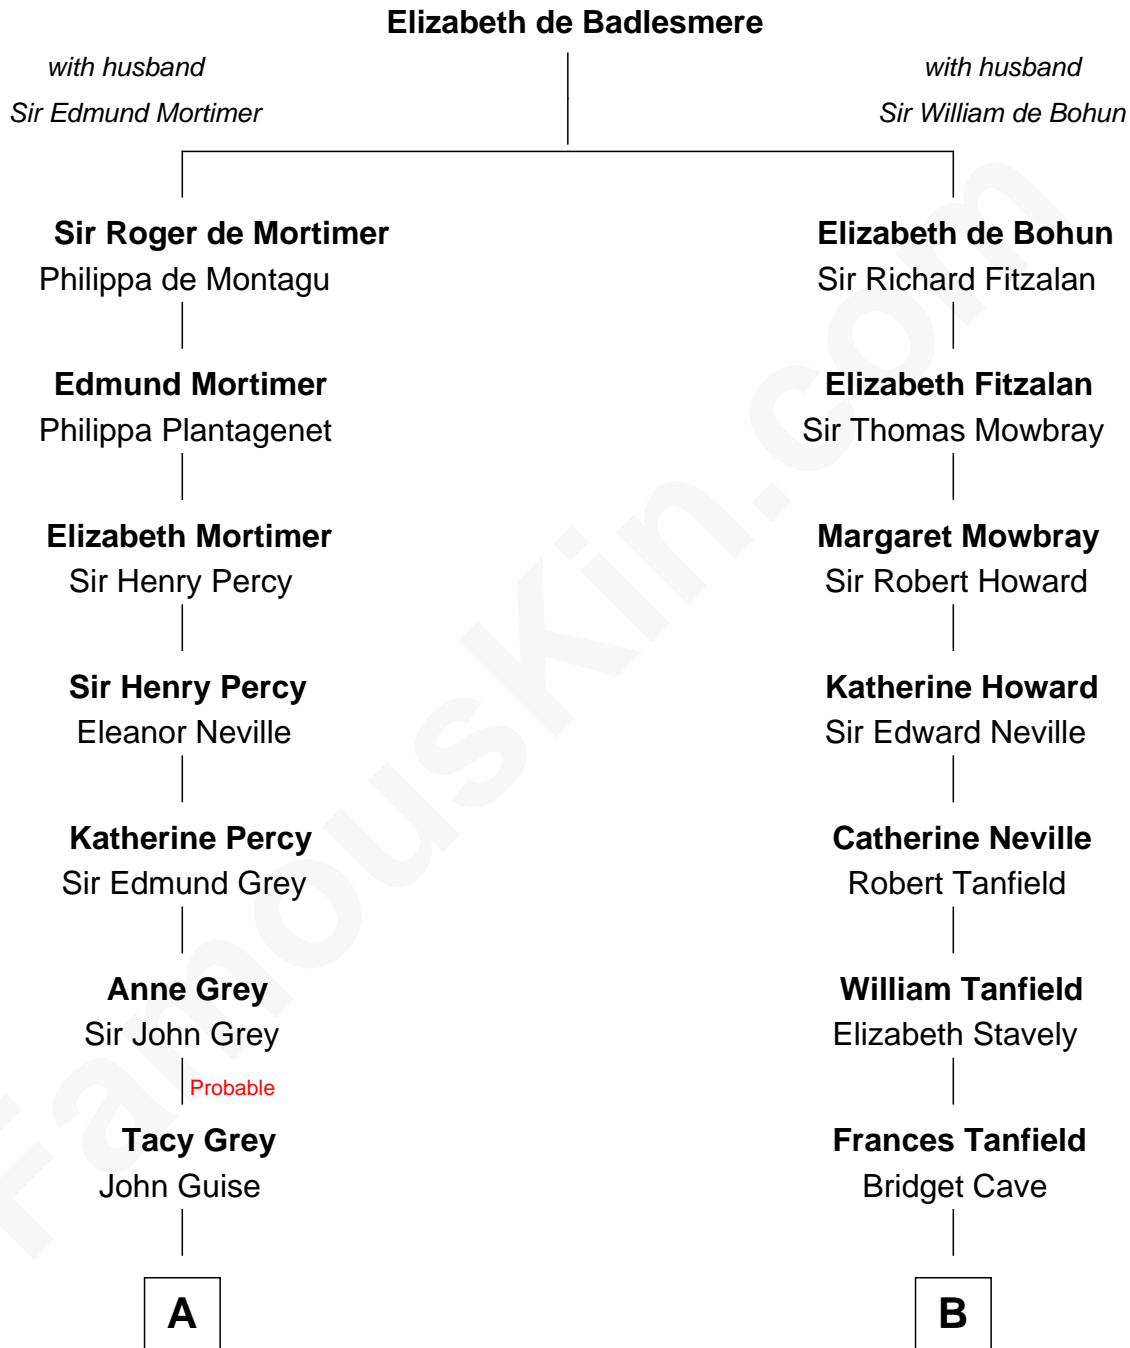 Elizabeth de Badlesmere
with husband
Sir Edmund Mortimer
with husband
Sir William de Bohun
Sir Roger de Mortimer
Philippa de Montagu
Elizabeth de Bohun
Sir Richard Fitzalan
Edmund Mortimer
Philippa Plantagenet
Elizabeth Fitzalan
Sir Thomas Mowbray
Elizabeth Mortimer
Sir Henry Percy
Margaret Mowbray
Sir Robert Howard
Sir Henry Percy
Eleanor Neville
Katherine Howard
Sir Edward Neville
Katherine Percy
Sir Edmund Grey
Catherine Neville
Robert Tanfield
Anne Grey
Sir John Grey
William Tanfield
Elizabeth Stavely
Probable
Tacy Grey
John Guise
Frances Tanfield
Bridget Cave
A
B
FamousKin.com